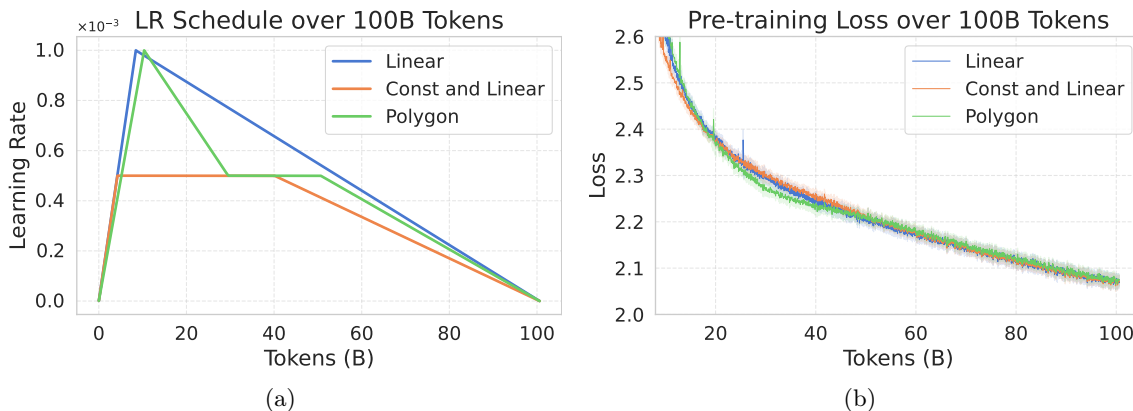 LR Schedule over 100B Tokens
×10⁻³
1.0
0.8
0.6
0.4
0.2
0.0
Learning Rate
Linear
Const and Linear
Polygon
0 20 40 60 80 100
Tokens (B)
(a)
Pre-training Loss over 100B Tokens
2.6
2.5
2.4
2.3
2.2
2.1
2.0
Loss
Linear
Const and Linear
Polygon
20 40 60 80 100
Tokens (B)
(b)